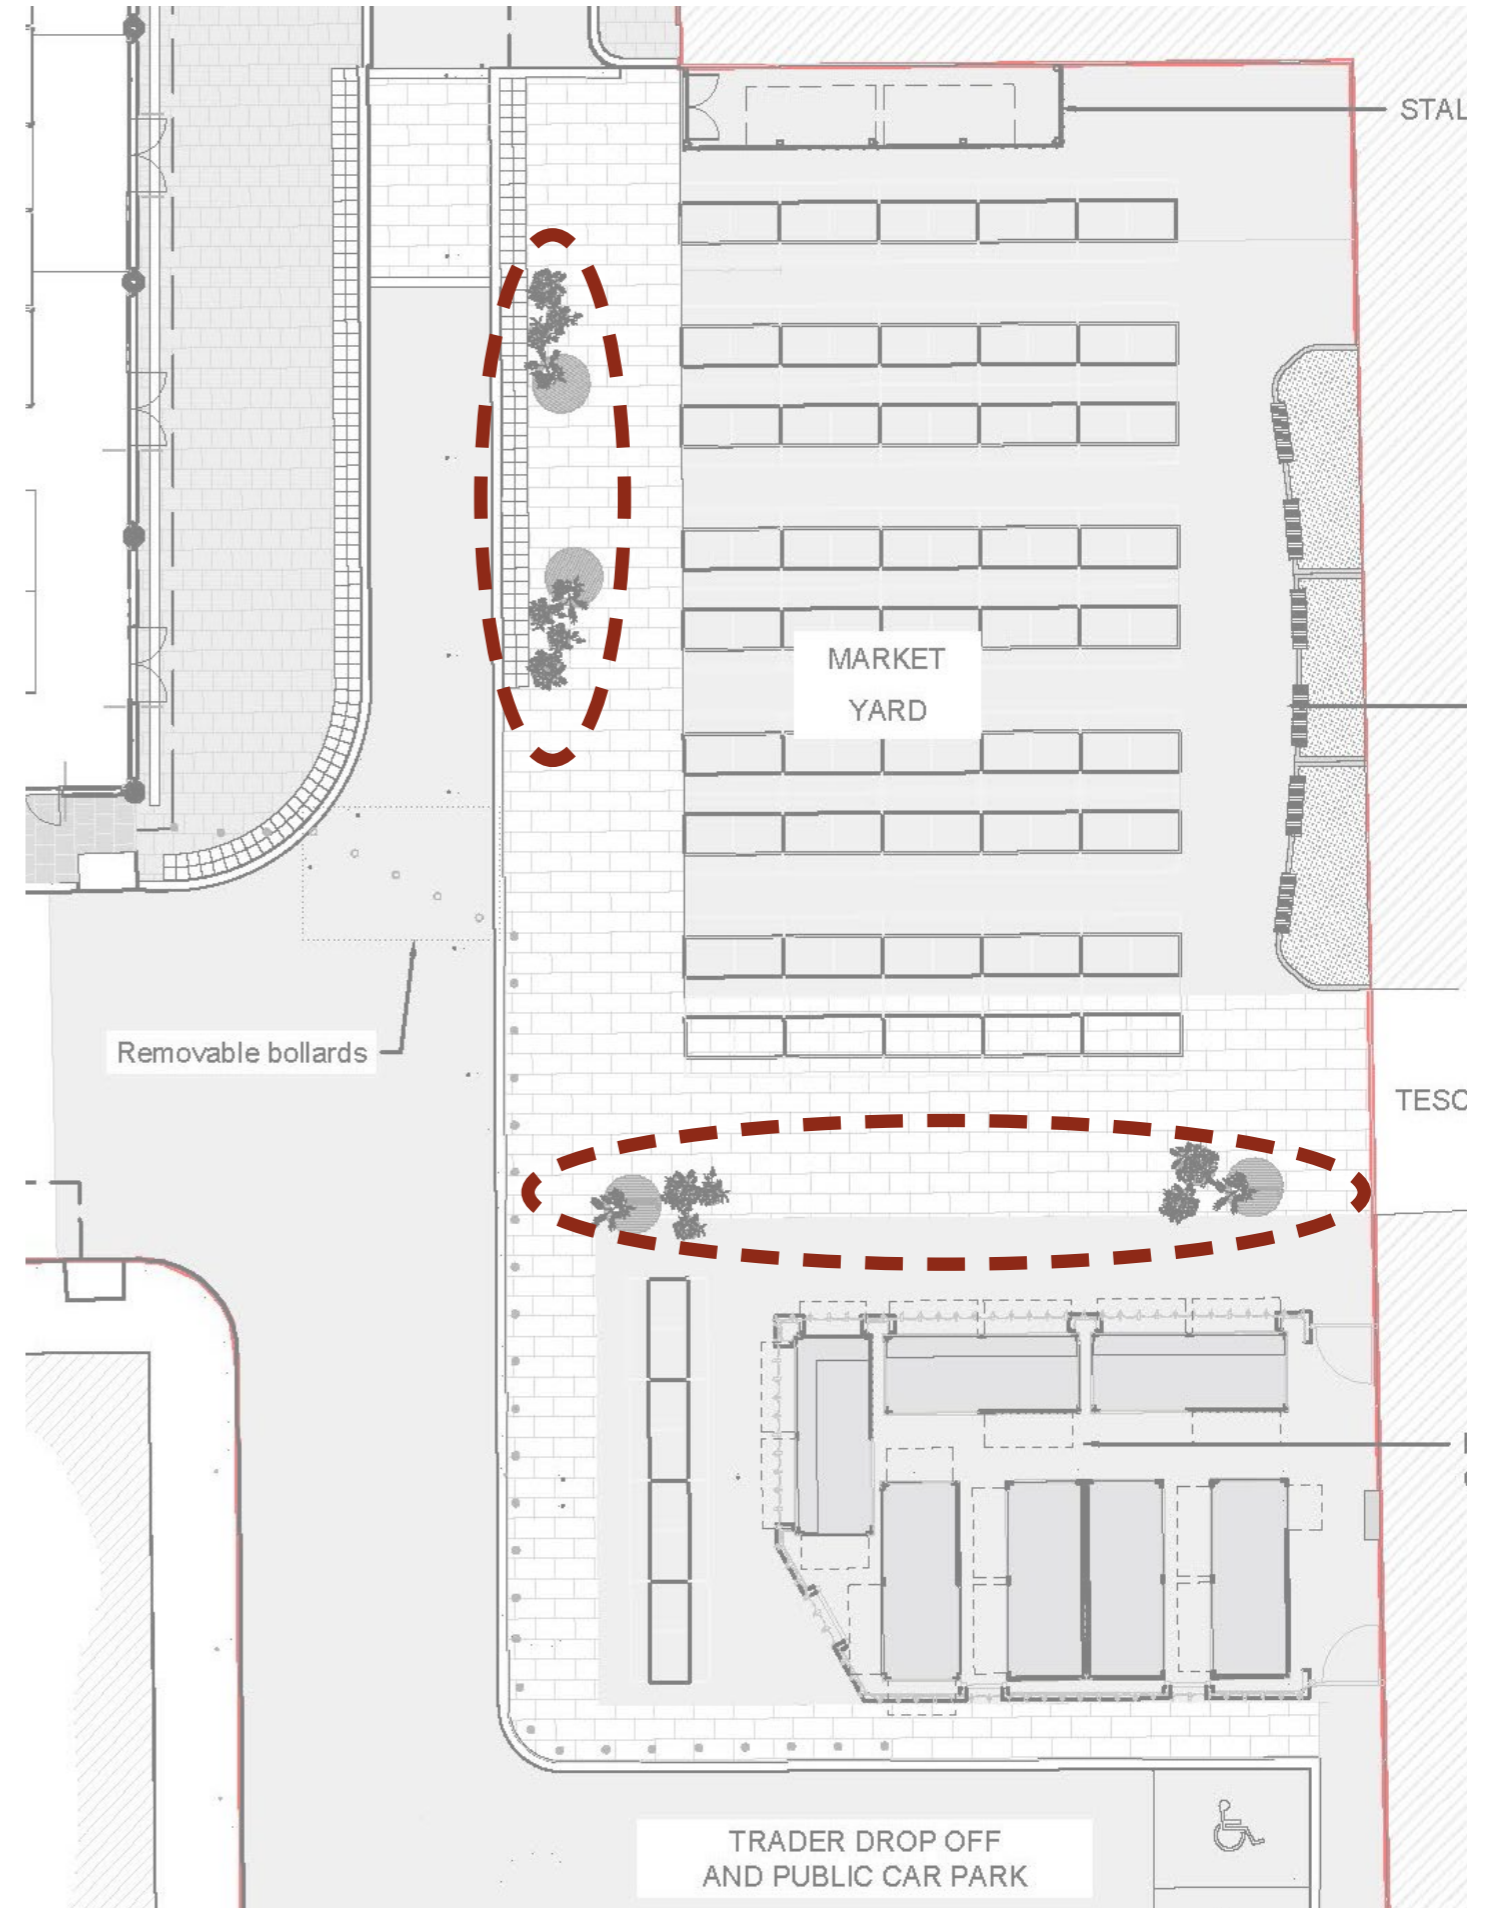 STAL
MARKET
YARD
Removable bollards
TESC
TRADER DROP OFF
AND PUBLIC CAR PARK